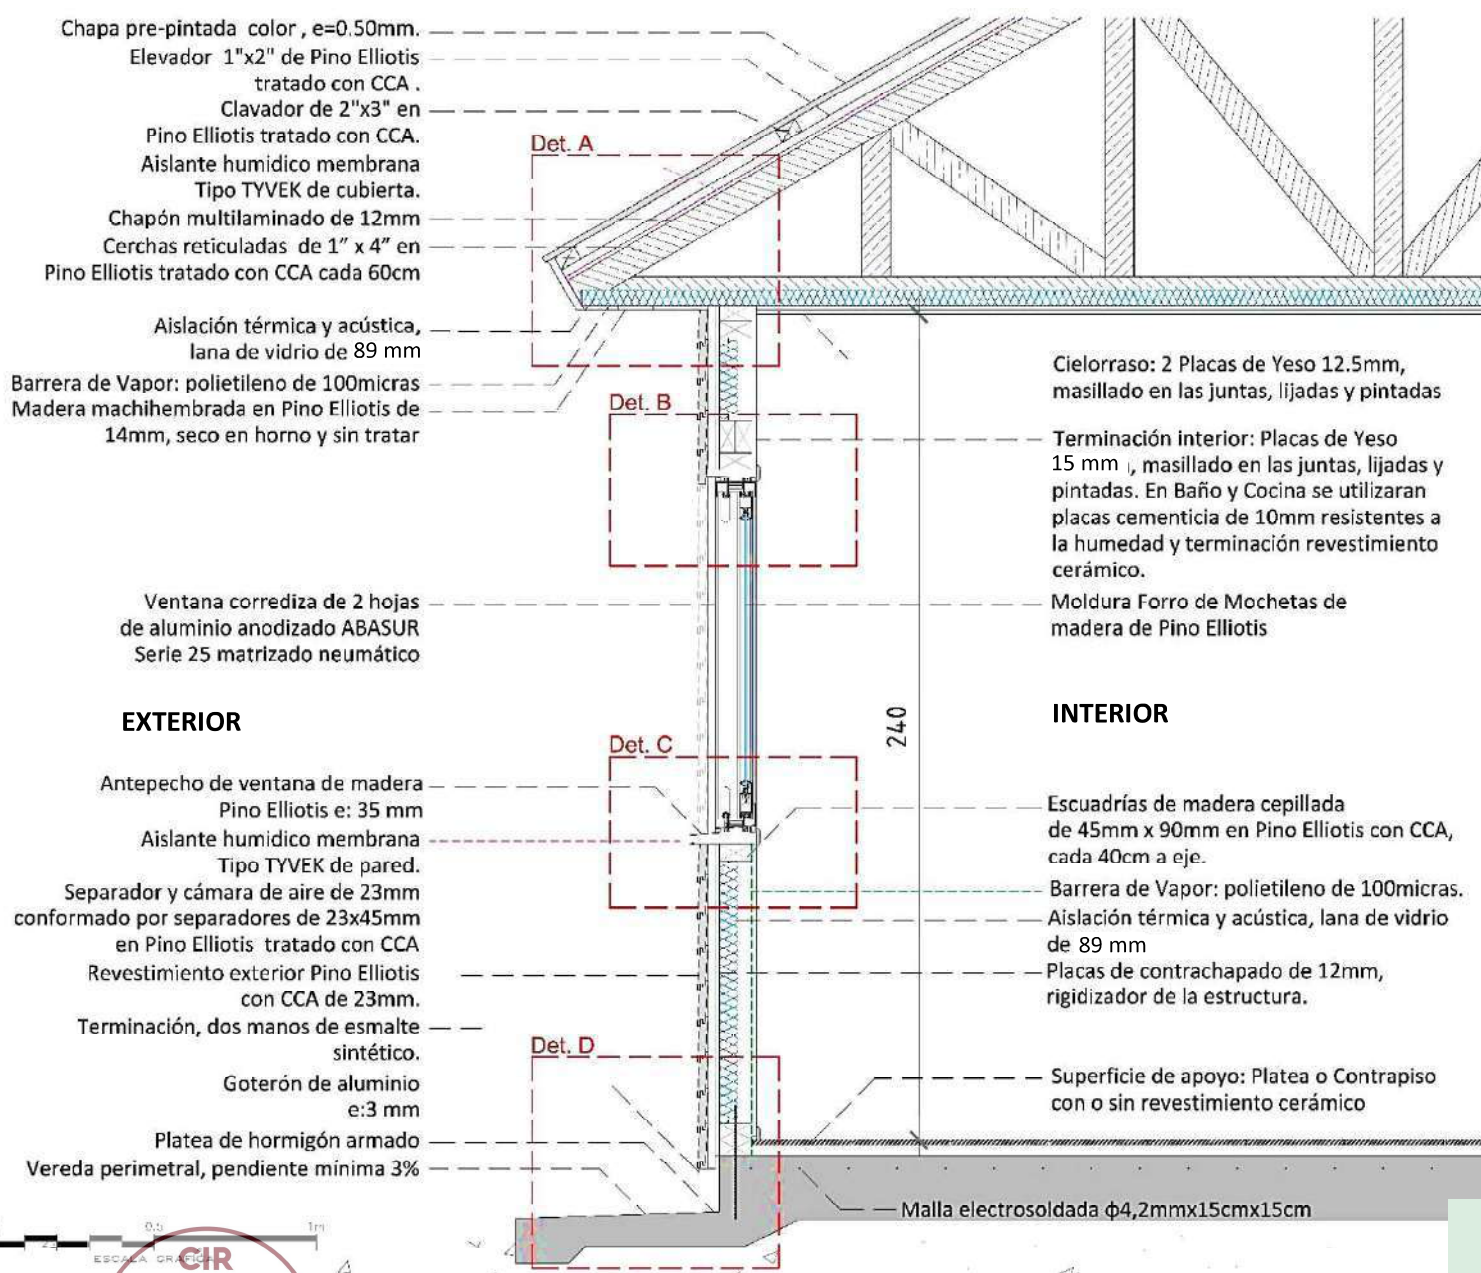 Chapa pre-pintada color , e=0.50mm.
Elevador 1"x2" de Pino Elliotis
tratado con CCA .
Clavador de 2"x3" en
Pino Elliotis tratado con CCA.
Aislante humidico membrana
Tipo TYVEK de cubierta.
Chapón multilaminado de 12mm
Cerchas reticuladas de 1" x 4" en
Pino Elliotis tratado con CCA cada 60cm
Aislación térmica y acústica,
lana de vidrio de 89 mm
Barrera de Vapor: polietileno de 100micras
Madera machihembrada en Pino Elliotis de
14mm, seco en horno y sin tratar
Ventana corrediza de 2 hojas
de aluminio anodizado ABASUR
Serie 25 matrizado neumático
EXTERIOR
Antepecho de ventana de madera
Pino Elliotis e: 35 mm
Aislante humidico membrana
Tipo TYVEK de pared.
Separador y cámara de aire de 23mm
conformado por separadores de 23x45mm
en Pino Elliotis tratado con CCA
Revestimiento exterior Pino Elliotis
con CCA de 23mm.
Terminación, dos manos de esmalte
sintético.
Goterón de aluminio
e:3 mm
Platea de hormigón armado
Vereda perimetral, pendiente mínima 3%
0.5
1m
ESCALA GRAFICA
CIR
Det. A
Det. B
Det. C
Det. D
240
Cielorraso: 2 Placas de Yeso 12.5mm,
masillado en las juntas, lijadas y pintadas
Terminación interior: Placas de Yeso
15 mm , masillado en las juntas, lijadas y
pintadas. En Baño y Cocina se utilizaran
placas cementicia de 10mm resistentes a
la humedad y terminación revestimiento
cerámico.
Moldura Forro de Mochetas de
madera de Pino Elliotis
INTERIOR
Escuadrías de madera cepillada
de 45mm x 90mm en Pino Elliotis con CCA,
cada 40cm a eje.
Barrera de Vapor: polietileno de 100micras.
Aislación térmica y acústica, lana de vidrio
de 89 mm
Placas de contrachapado de 12mm,
rigidizador de la estructura.
Superficie de apoyo: Platea o Contrapiso
con o sin revestimiento cerámico
Malla electrosoldada ф4,2mmx15cmx15cm